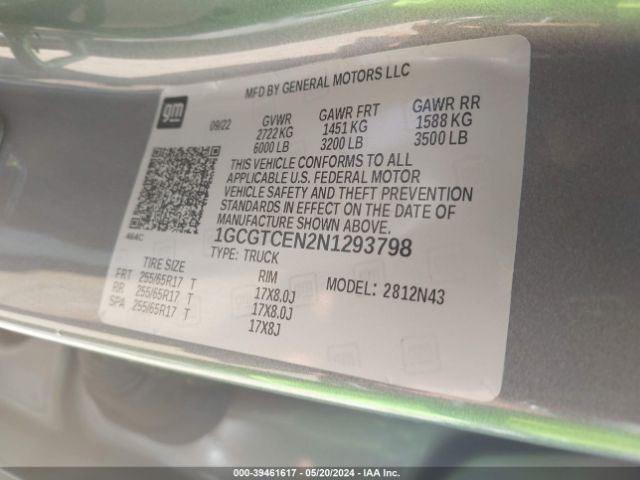 MFD BY GENERAL MOTORS LLC
gm
09/22
GVWR
2722 KG
6000 LB
GAWR FRT
1451 KG
3200 LB
GAWR RR
1588 KG
3500 LB
THIS VEHICLE CONFORMS TO ALL
APPLICABLE U.S. FEDERAL MOTOR
VEHICLE SAFETY AND THEFT PREVENTION
STANDARDS IN EFFECT ON THE DATE OF
MANUFACTURE SHOWN ABOVE.
1GCGTCEN2N1293798
TYPE: TRUCK
TIRE SIZE RIM MODEL: 2812N43
FRT 255/65R17 T 17X8.0J
RR 255/65R17 T 17X8.0J
SPA 255/65R17 T 17X8J
000-39461617 - 05/20/2024 - IAAI.COM